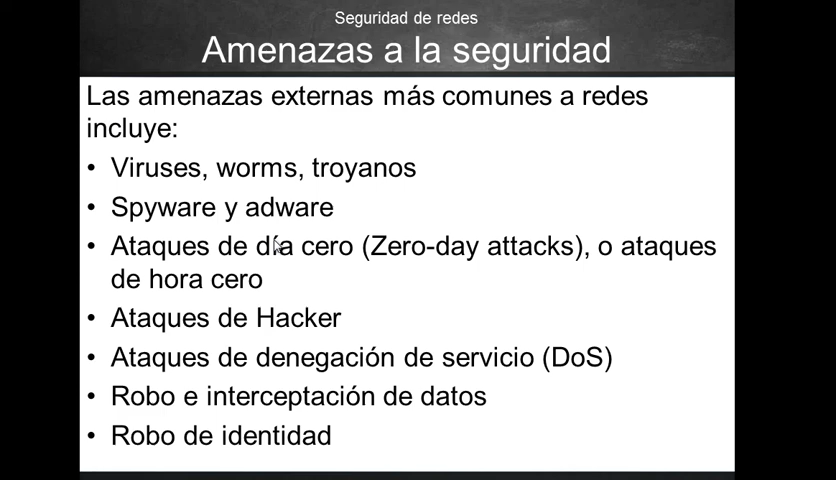 Seguridad de redes
Amenazas a la seguridad
Las amenazas externas más comunes a redes
incluye:
• Viruses, worms, troyanos
• Spyware y adware
• Ataques de día cero (Zero-day attacks), o ataques
de hora cero
• Ataques de Hacker
• Ataques de denegación de servicio (DoS)
• Robo e interceptación de datos
• Robo de identidad